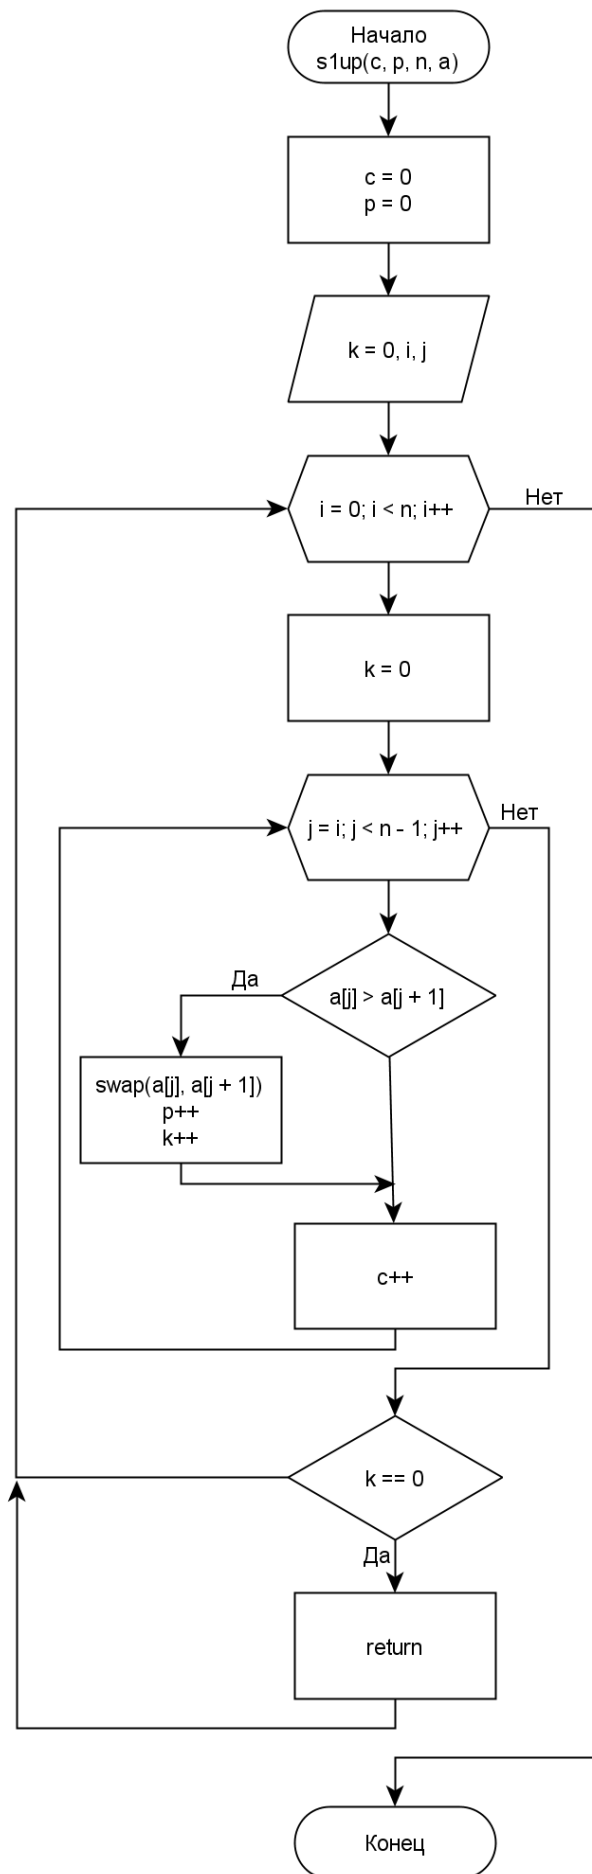 Начало
s1up(c, p, n, a)
c = 0
p = 0
k = 0, i, j
i = 0; i < n; i++
Нет
k = 0
j = i; j < n - 1; j++
Нет
a[j] > a[j + 1]
Да
swap(a[j], a[j + 1])
p++
k++
c++
k == 0
Да
return
Конец